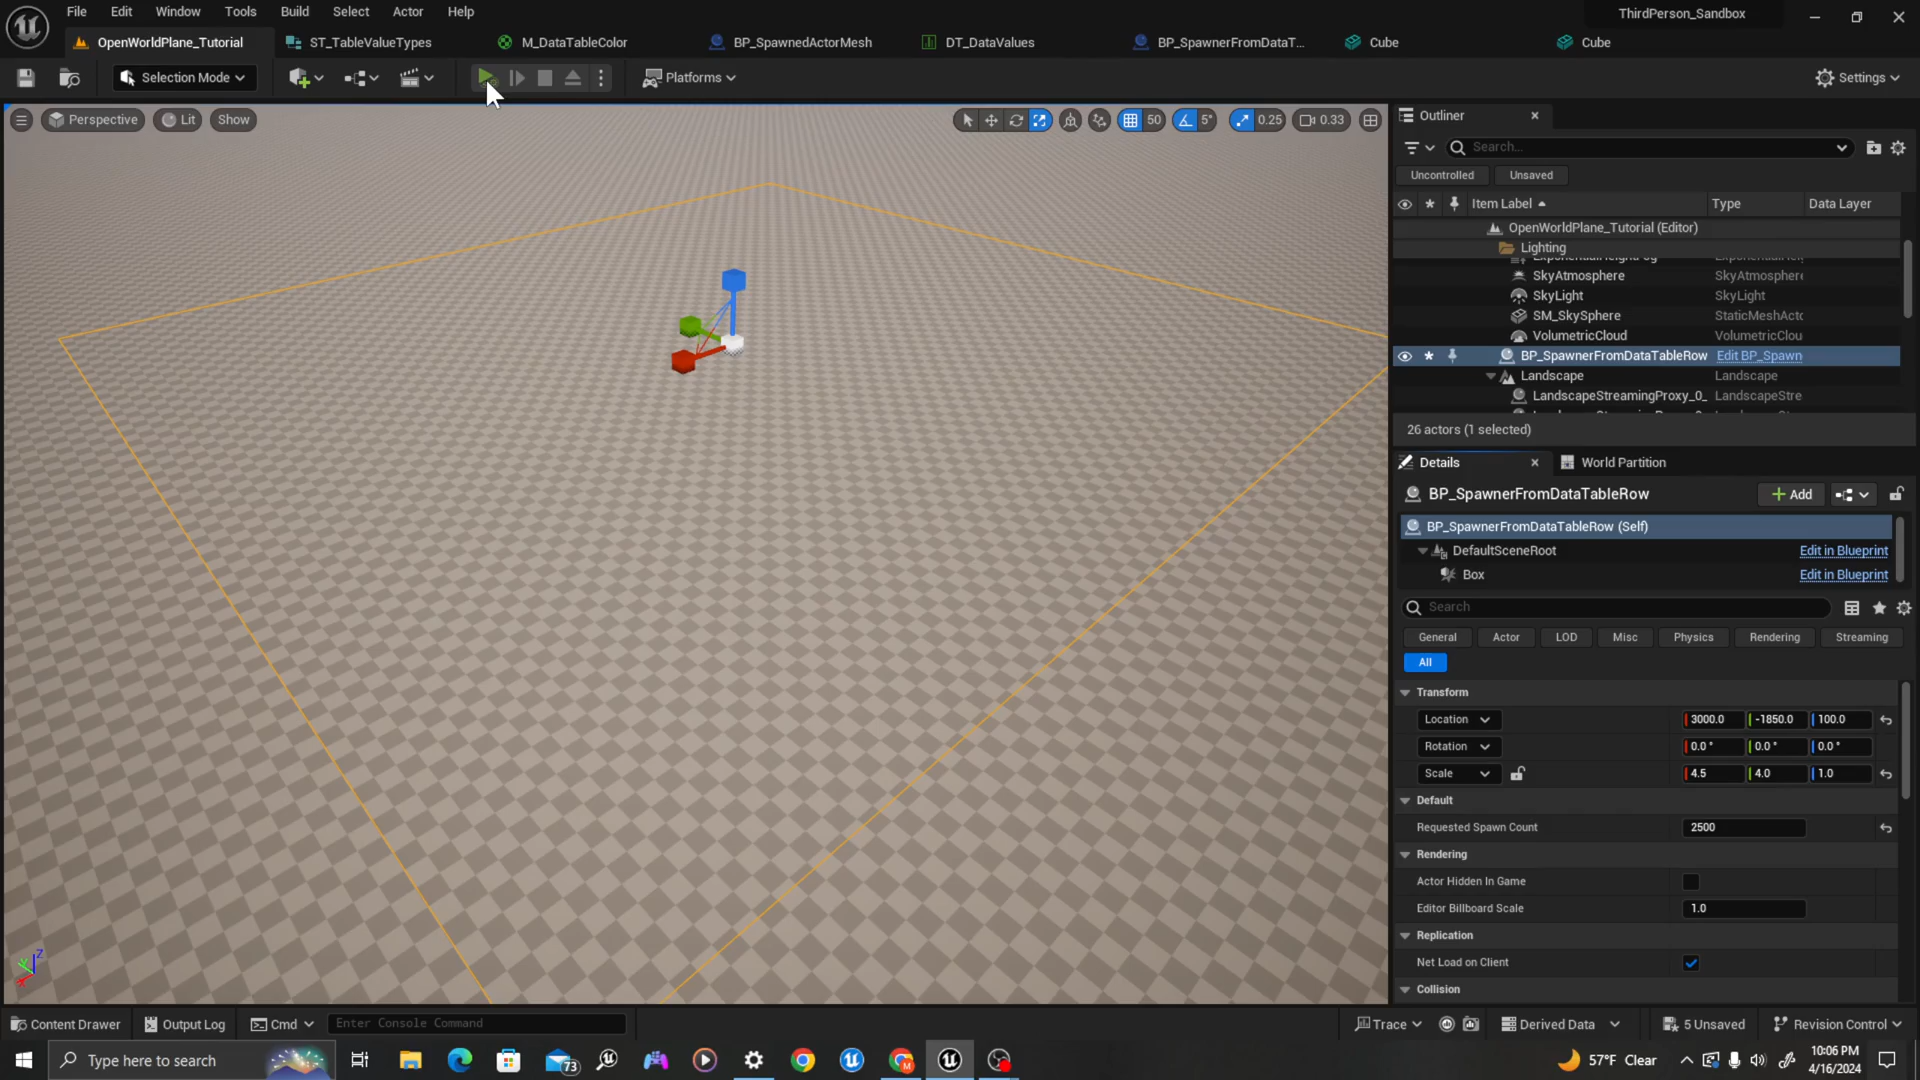 File Edit Window Tools Build Select Actor Help
ThirdPerson_Sandbox
OpenWorldPlane_Tutorial ST_TableValueTypes M_DataTableColor BP_SpawnedActorMesh DT_DataValues BP_SpawnerFromDataT... Cube Cube
Selection Mode Platforms Settings
Perspective Lit Show 50 5° 0.25 0.33
Outliner
Search...
Uncontrolled Unsaved
Item Label Type Data Layer
OpenWorldPlane_Tutorial (Editor)
Lighting
SkyAtmosphere SkyAtmosphere
SkyLight SkyLight
SM_SkySphere StaticMeshActo
VolumetricCloud VolumetricClou
BP_SpawnerFromDataTableRow Edit BP_Spawn
Landscape Landscape
LandscapeStreamingProxy_0_ LandscapeStre
26 actors (1 selected)
Details World Partition
BP_SpawnerFromDataTableRow Add
BP_SpawnerFromDataTableRow (Self)
DefaultSceneRoot Edit in Blueprint
Box Edit in Blueprint
Search
General Actor LOD Misc Physics Rendering Streaming
All
Transform
Location 3000.0 -1850.0 100.0
Rotation 0.0° 0.0° 0.0°
Scale 4.5 4.0 1.0
Default
Requested Spawn Count 2500
Rendering
Actor Hidden In Game
Editor Billboard Scale 1.0
Replication
Net Load on Client
Collision
Z Y X
Content Drawer Output Log Cmd Enter Console Command Trace Derived Data 5 Unsaved Revision Control
Type here to search 73 57°F Clear 10:06 PM
4/16/2024